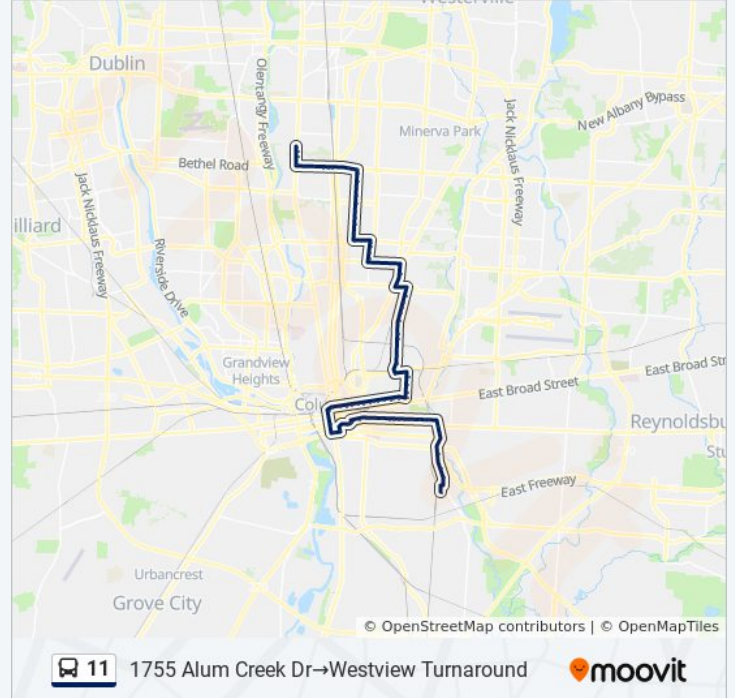 Westerville
Dublin
Olentangy Freeway
Jack Nicklaus Freeway
New Albany Bypass
Minerva Park
Bethel Road
Jack Nicklaus Freeway
illiard
Riverside Drive
Grandview
Heights
East Broad Str
East Broad Street
Colu
Reynoldsbu
Stu
East Freeway
Urbancrest
Grove City
© OpenStreetMap contributors | © OpenMapTiles
11 1755 Alum Creek Dr→Westview Turnaround moovit